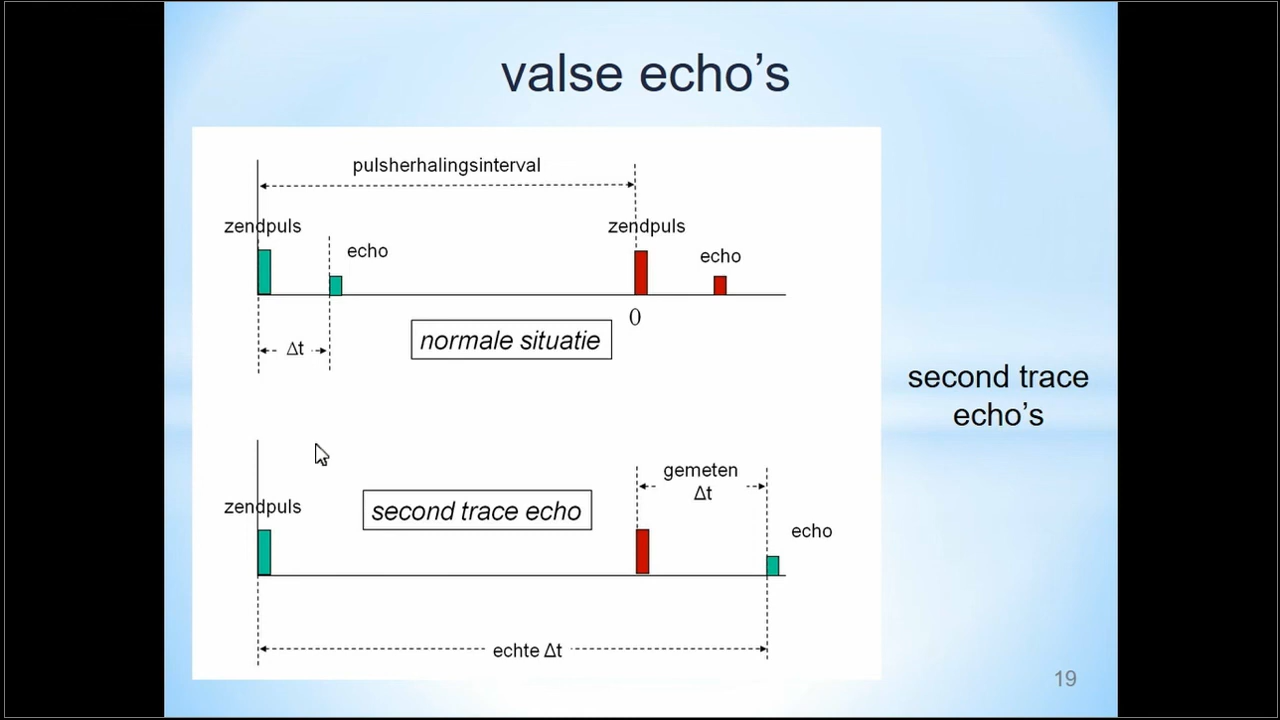 valse echo’s
pulsherhalingsinterval
zendpuls
zendpuls
echo
echo
0
normale situatie
Δt
second trace
echo’s
gemeten
Δt
zendpuls
second trace echo
echo
echte Δt
19